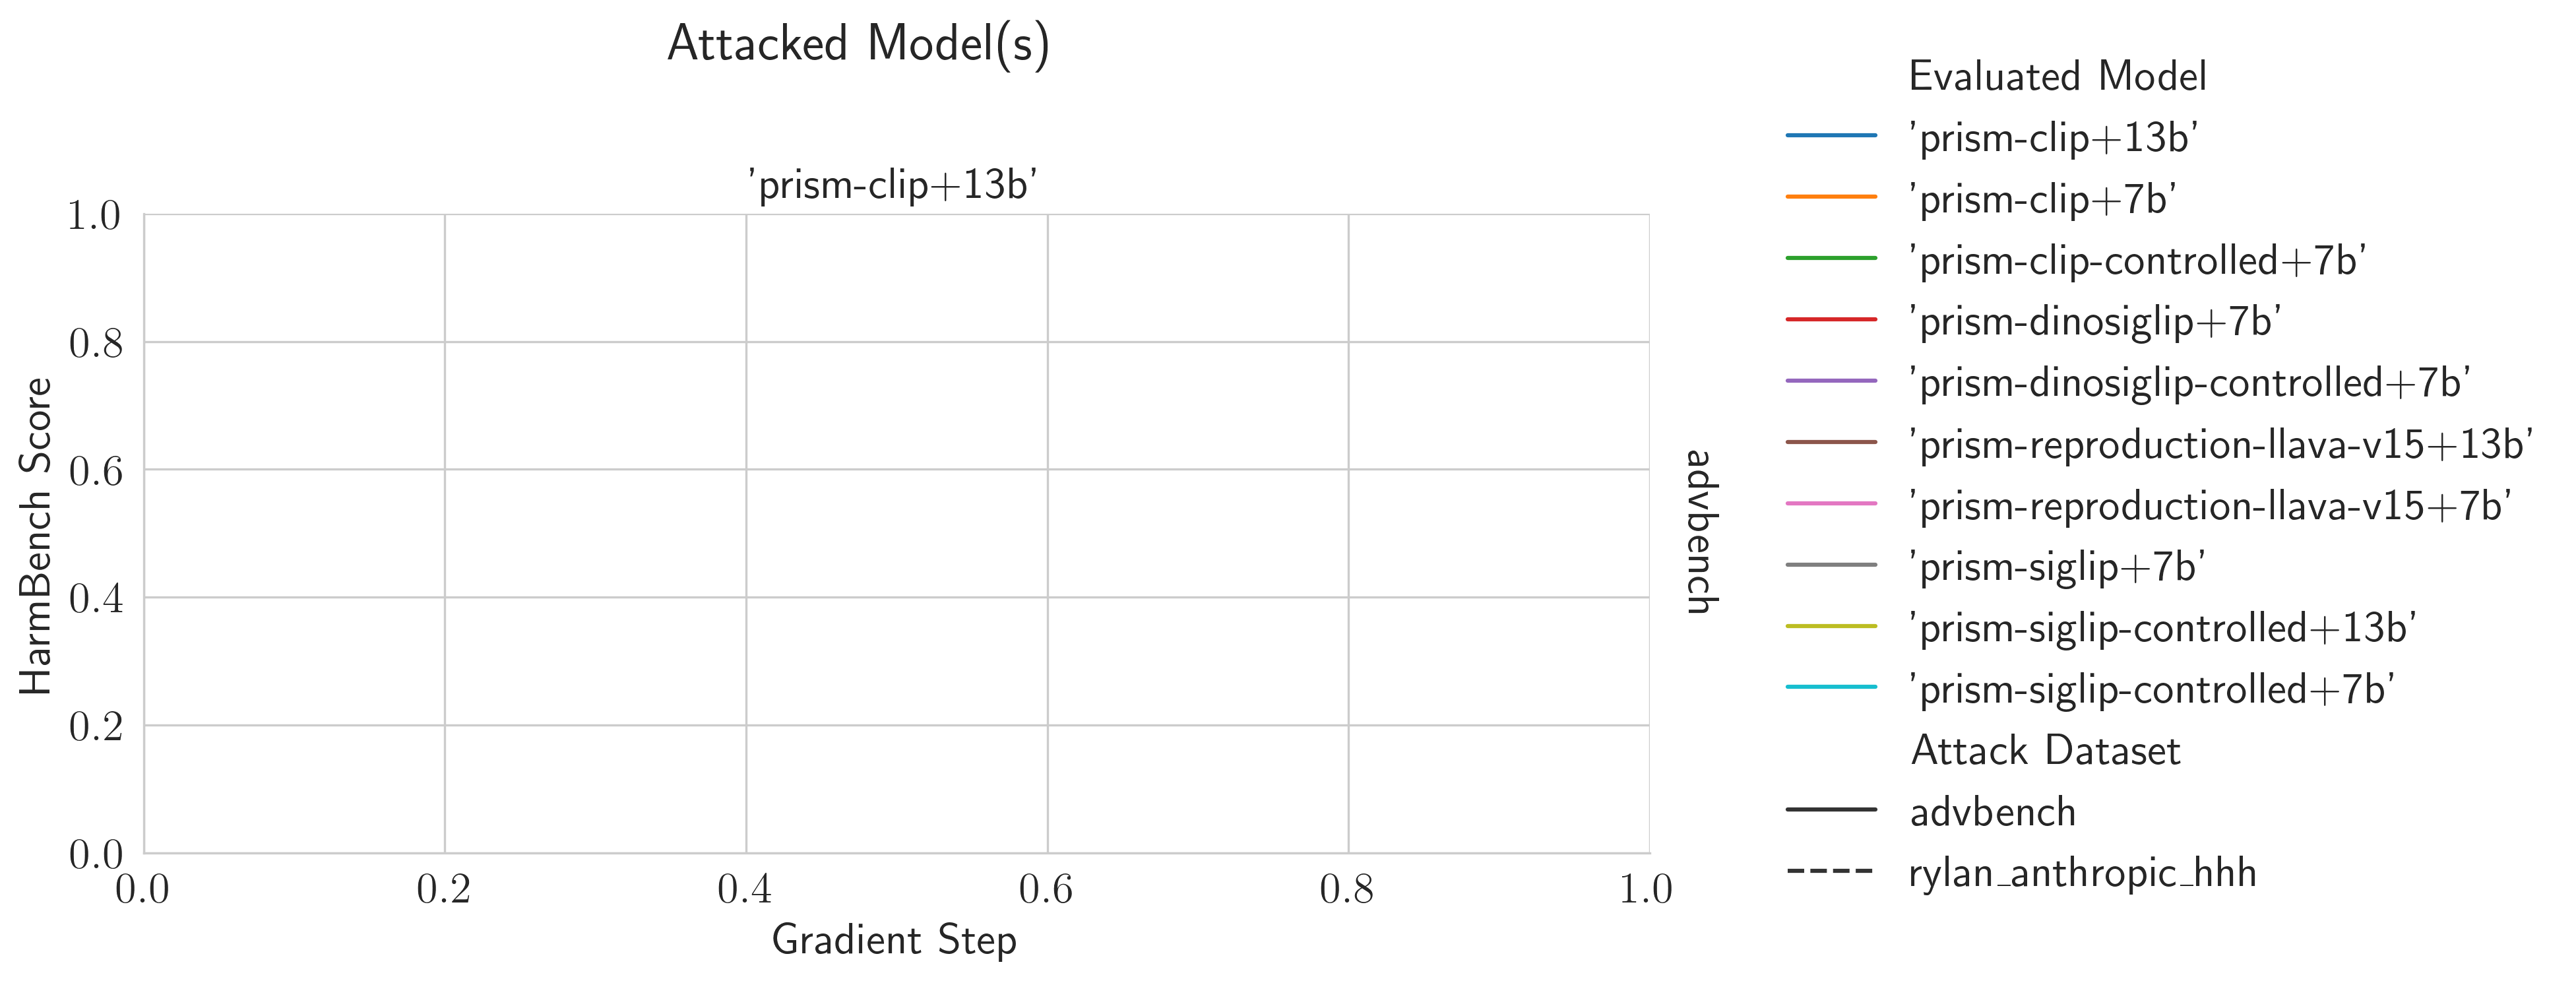 Attacked Model(s)
'prism-clip+13b'
1.0
0.8
0.6
0.4
0.2
0.0
HarmBench Score
0.0 0.2 0.4 0.6 0.8 1.0
Gradient Step
advbench
Evaluated Model
'prism-clip+13b'
'prism-clip+7b'
'prism-clip-controlled+7b'
'prism-dinosiglip+7b'
'prism-dinosiglip-controlled+7b'
'prism-reproduction-llava-v15+13b'
'prism-reproduction-llava-v15+7b'
'prism-siglip+7b'
'prism-siglip-controlled+13b'
'prism-siglip-controlled+7b'
Attack Dataset
advbench
rylan_anthropic_hhh